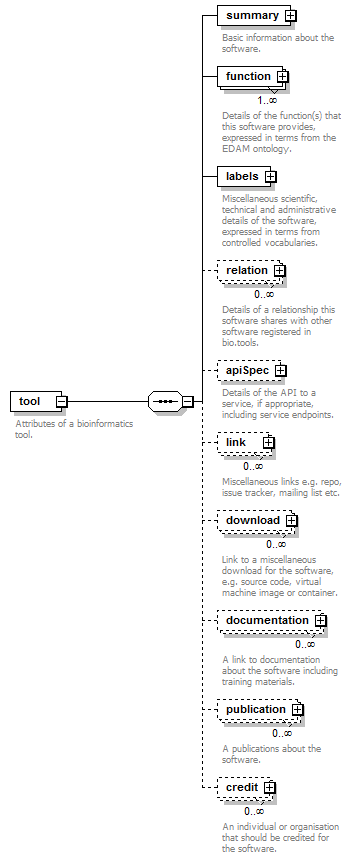 summary
Basic information about the
software.
function
1..∞
Details of the function(s) that
this software provides,
expressed in terms from the
EDAM ontology.
labels
Miscellaneous scientific,
technical and administrative
details of the software,
expressed in terms from
controlled vocabularies.
relation
0..∞
Details of a relationship this
software shares with other
software registered in
bio.tools.
apiSpec
Details of the API to a
service, if appropriate,
including service endpoints.
tool
Attributes of a bioinformatics
tool.
link
0..∞
Miscellaneous links e.g. repo,
issue tracker, mailing list etc.
download
0..∞
Link to a miscellaneous
download for the software,
e.g. source code, virtual
machine image or container.
documentation
0..∞
A link to documentation
about the software including
training materials.
publication
0..∞
A publications about the
software.
credit
0..∞
An individual or organisation
that should be credited for
the software.